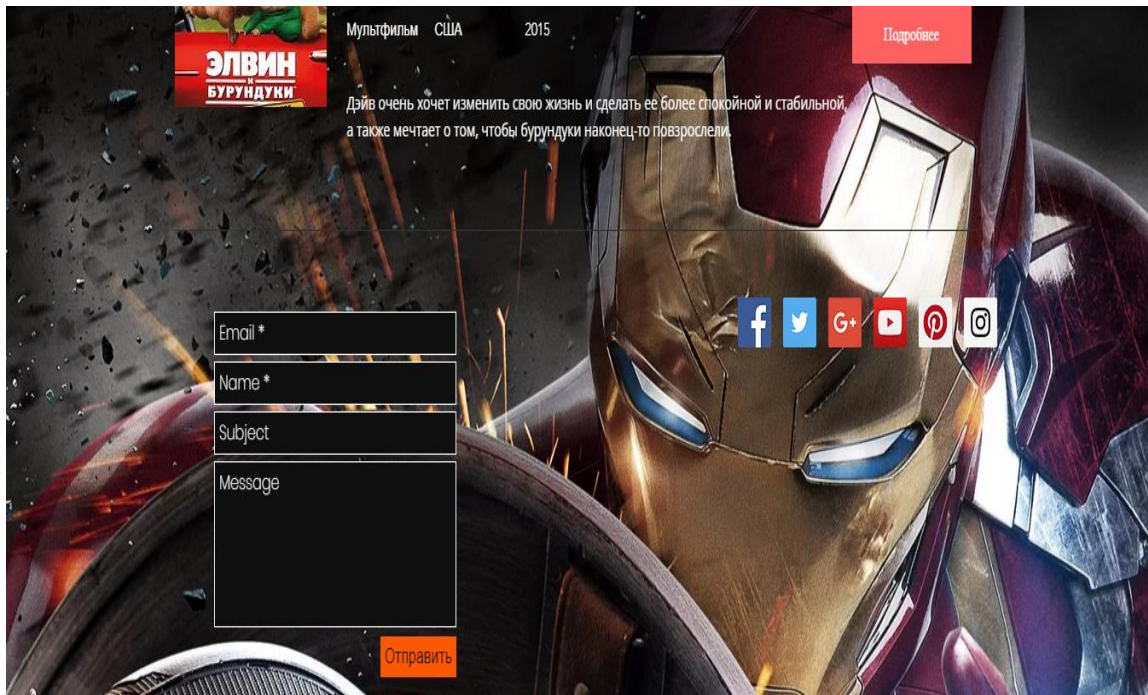 Мультфильм США 2015
Подробнее
ЭЛВИН
и
БУРУНДУКИ
Дэйв очень хочет изменить свою жизнь и сделать ее более спокойной и стабильной,
а также мечтает о том, чтобы бурундуки наконец-то повзрослели.
Email *
Name *
Subject
Message
Отправить